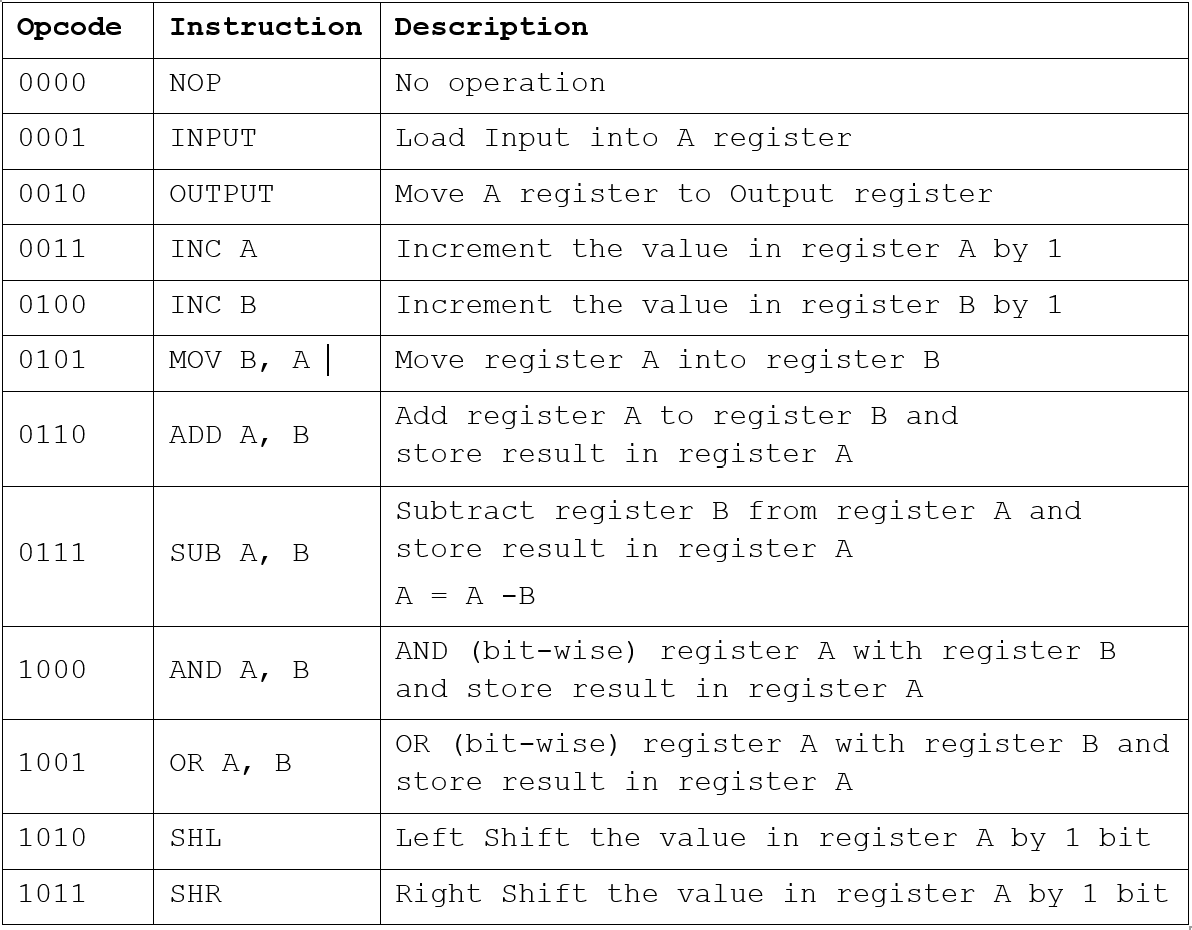 Opcode Instruction Description
0000 NOP No operation
0001 INPUT Load Input into A register
0010 OUTPUT Move A register to Output register
0011 INC A Increment the value in register A by 1
0100 INC B Increment the value in register B by 1
0101 MOV B, A Move register A into register B
0110 ADD A, B Add register A to register B and
store result in register A
0111 SUB A, B Subtract register B from register A and
store result in register A
A = A -B
1000 AND A, B AND (bit-wise) register A with register B
and store result in register A
1001 OR A, B OR (bit-wise) register A with register B and
store result in register A
1010 SHL Left Shift the value in register A by 1 bit
1011 SHR Right Shift the value in register A by 1 bit